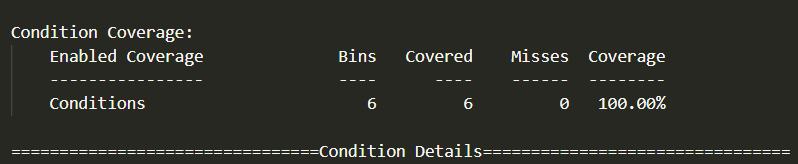 Condition Coverage:
    Enabled Coverage              Bins   Covered    Misses  Coverage
    ----------------              ----      ----    ------  --------
    Conditions                       6         6         0   100.00%
================================Condition Details================================